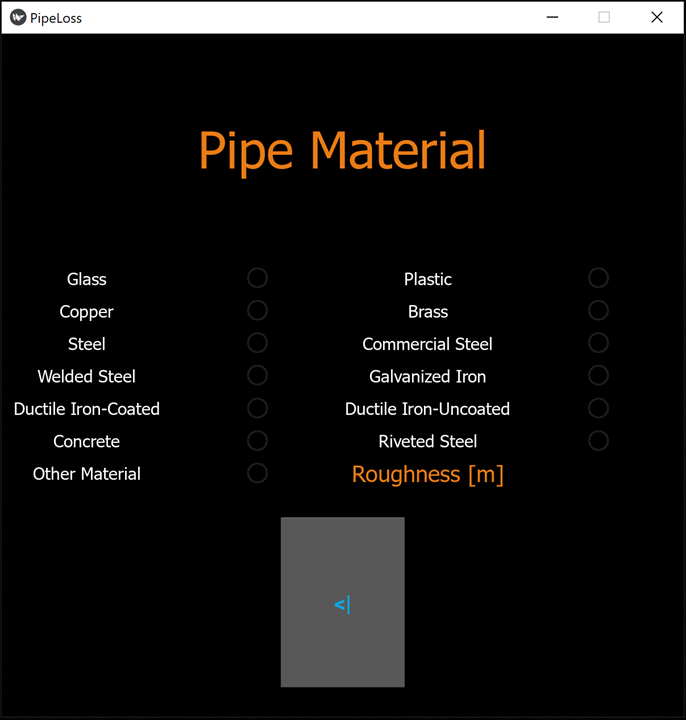 PipeLoss
Pipe Material
Glass Plastic
Copper Brass
Steel Commercial Steel
Welded Steel Galvanized Iron
Ductile Iron-Coated Ductile Iron-Uncoated
Concrete Riveted Steel
Other Material Roughness [m]
<|